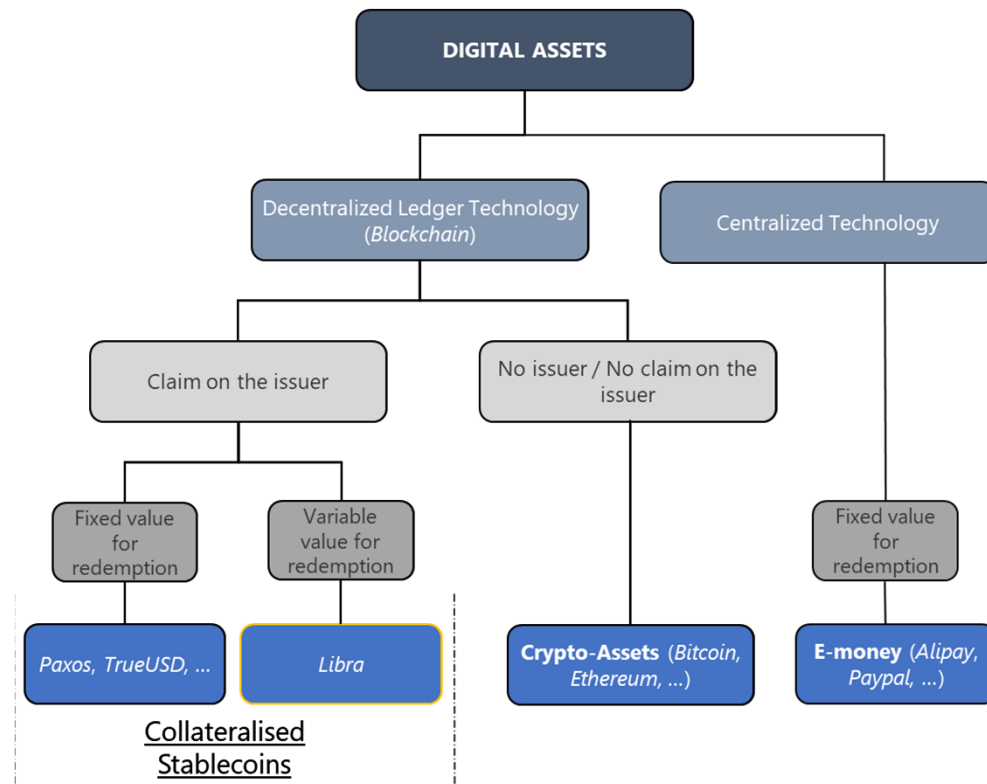 DIGITAL ASSETS
Decentralized Ledger Technology
(Blockchain)
Centralized Technology
Claim on the issuer
No issuer / No claim on the
issuer
Fixed value
for
redemption
Variable
value for
redemption
Fixed value
for
redemption
Paxos, TrueUSD, ...
Libra
Crypto-Assets (Bitcoin,
Ethereum, ...)
E-money (Alipay,
Paypal, ...)
Collateralised
Stablecoins